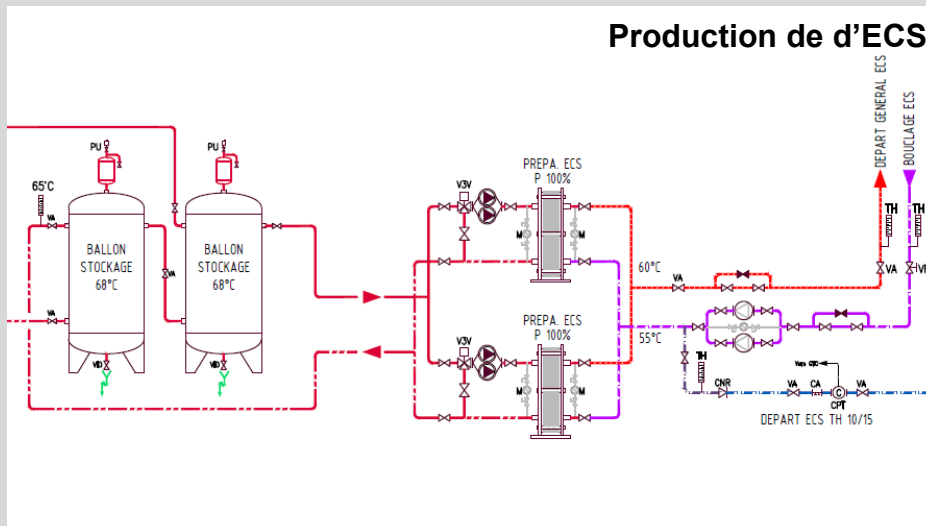 Production de d'ECS
DEPART GENERAL ECS
BOUCLAGE ECS
PU
PU
65°C
VA
BALLON
STOCKAGE
68°C
VA
BALLON
STOCKAGE
68°C
VA
VID
VID
V3V
PREPA. ECS
P 100%
M
M
TH
TH
VA
60°C
VA
55°C
V3V
PREPA. ECS
P 100%
M
M
TH
CNR
VA
CA
C
CPT
VA
DEPART ECS TH 10/15